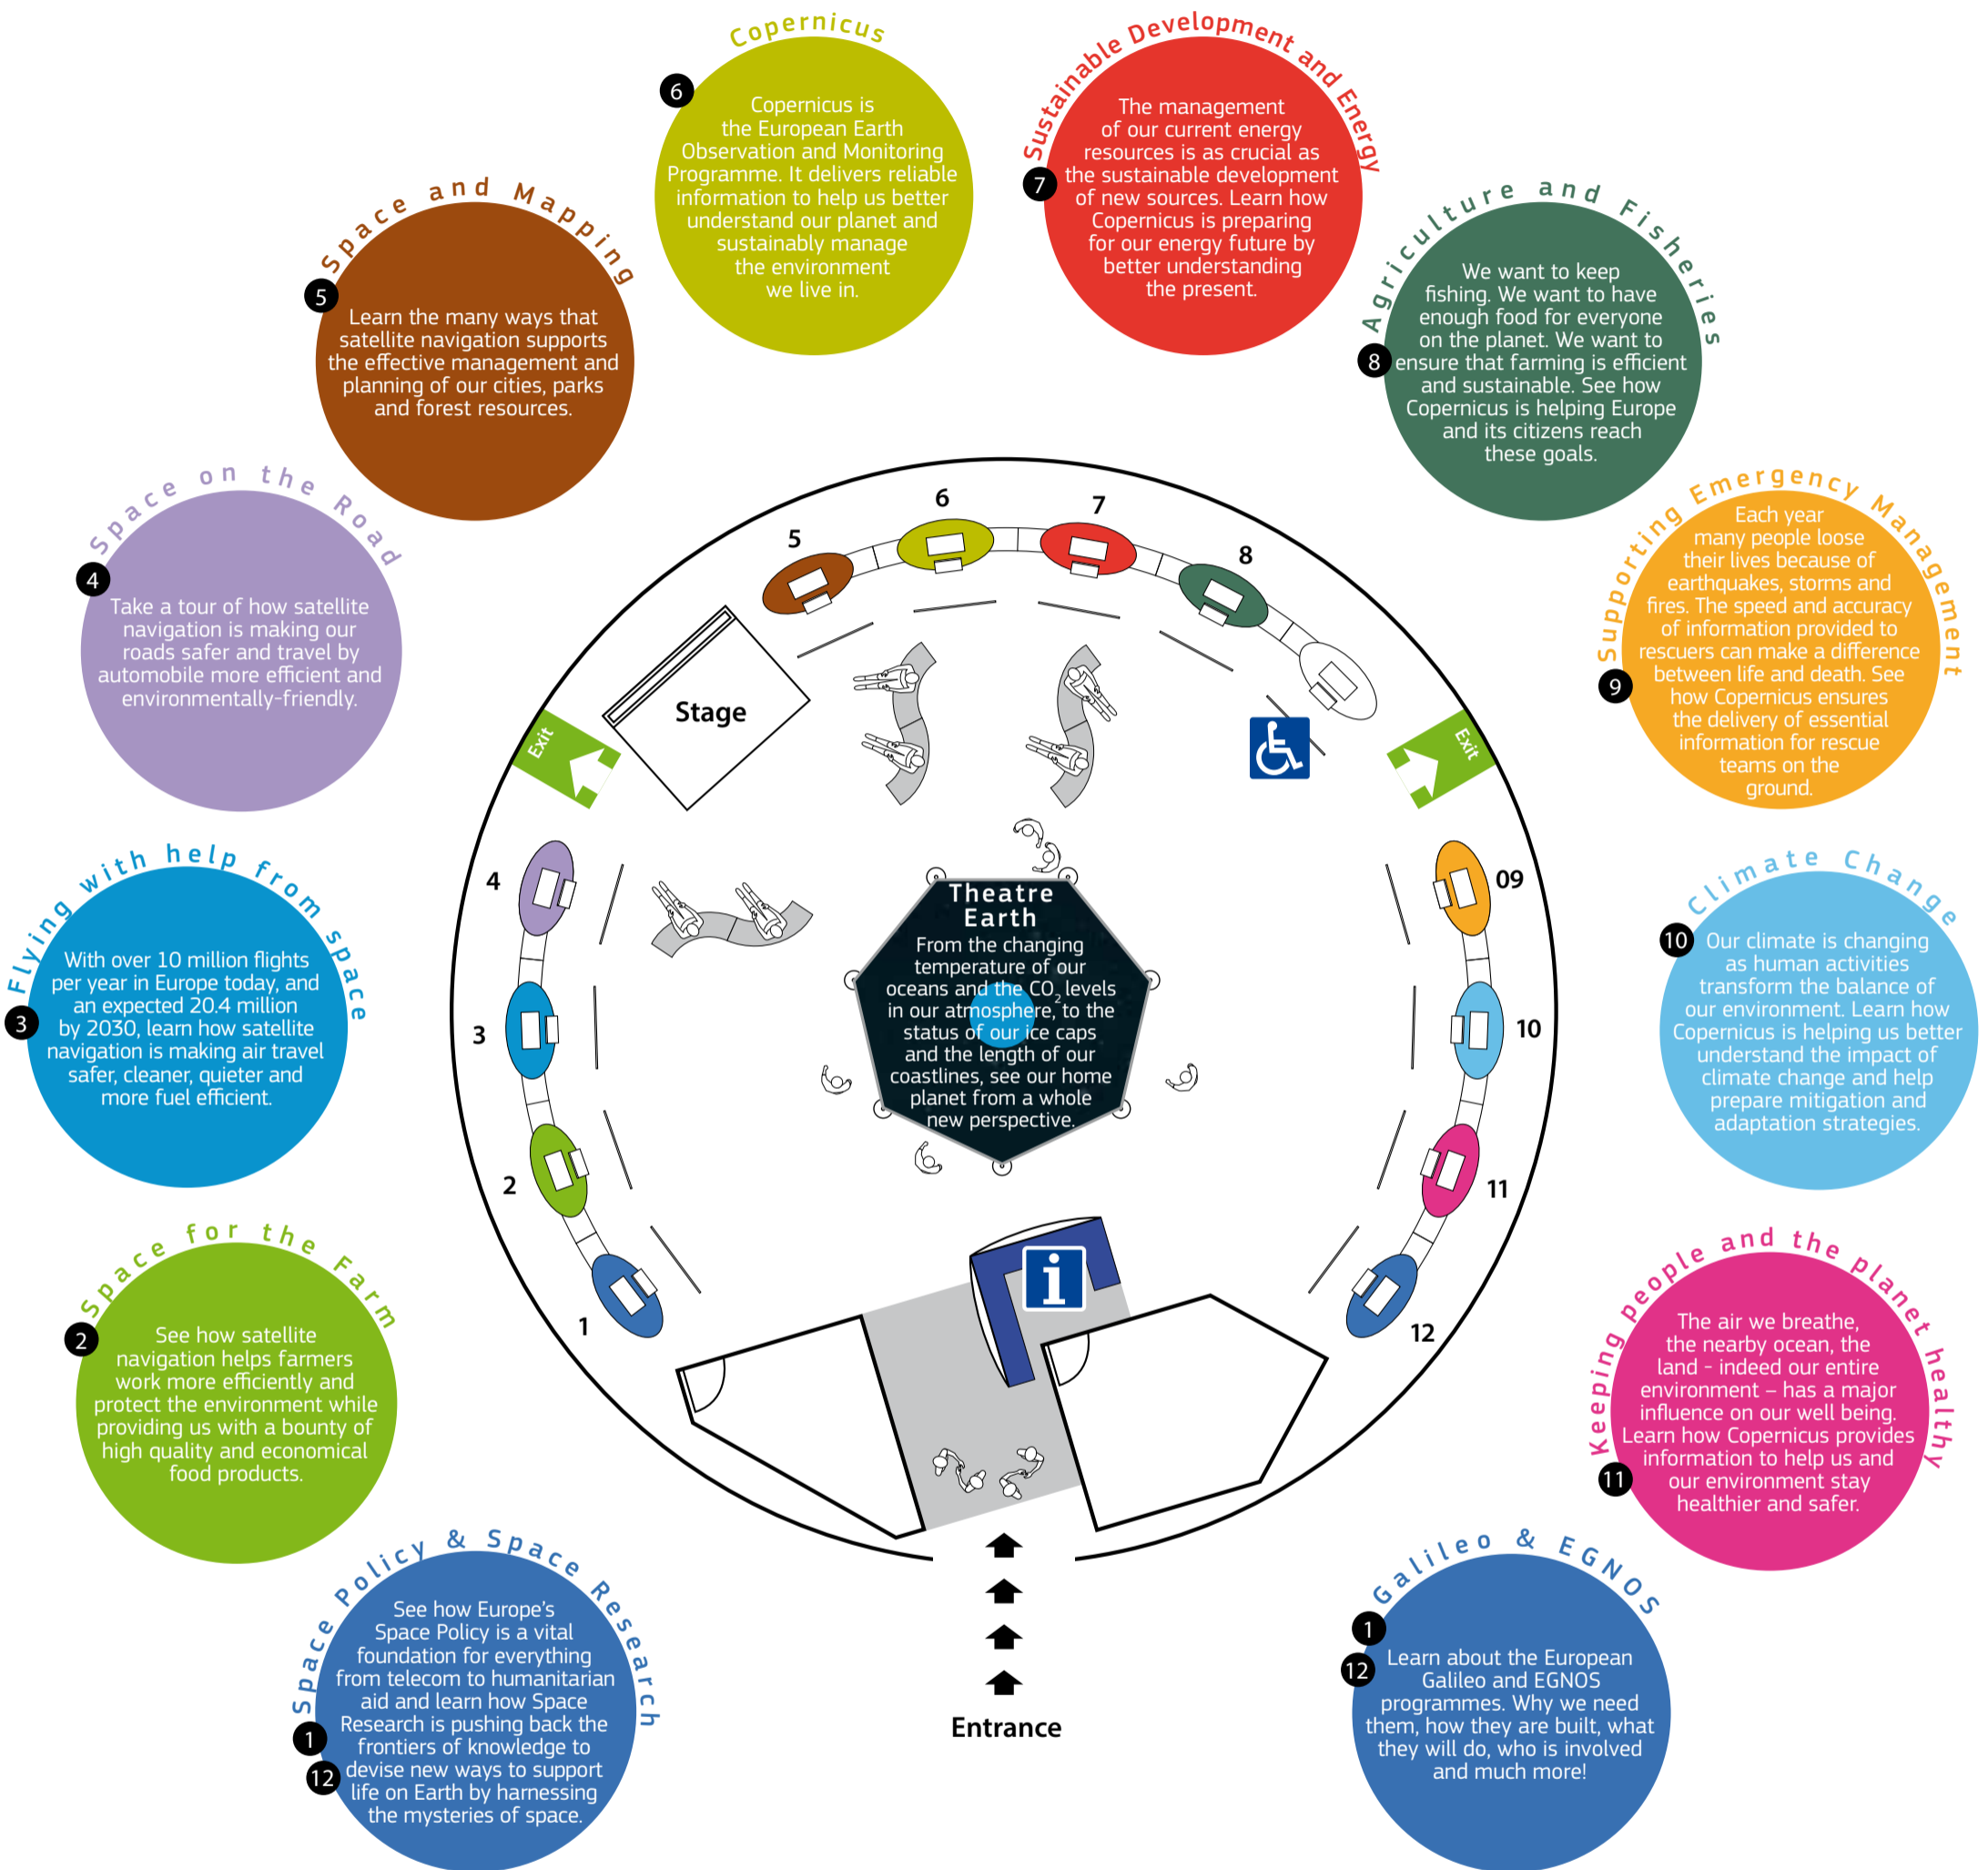 Copernicus
6
Copernicus is
the European Earth
Observation and Monitoring
Programme. It delivers reliable
information to help us better
understand our planet and
sustainably manage
the environment
we live in.
Sustainable Development and Energy
7
The management
of our current energy
resources is as crucial as
the sustainable development
of new sources. Learn how
Copernicus is preparing
for our energy future by
better understanding
the present.
Space and Mapping
5
Learn the many ways that
satellite navigation supports
the effective management and
planning of our cities, parks
and forest resources.
Agriculture and Fisheries
8
We want to keep
fishing. We want to have
enough food for everyone
on the planet. We want to
ensure that farming is efficient
and sustainable. See how
Copernicus is helping Europe
and its citizens reach
these goals.
Space on the Road
4
Take a tour of how satellite
navigation is making our
roads safer and travel by
automobile more efficient and
environmentally-friendly.
Supporting Emergency Management
9
Each year
many people loose
their lives because of
earthquakes, storms and
fires. The speed and accuracy
of information provided to
rescuers can make a difference
between life and death. See
how Copernicus ensures
the delivery of essential
information for rescue
teams on the
ground.
5
6
7
8
Stage
Exit
Exit
4
3
2
1
09
10
11
12
Theatre
Earth
From the changing
temperature of our
oceans and the CO2 levels
in our atmosphere, to the
status of our ice caps
and the length of our
coastlines, see our home
planet from a whole
new perspective.
i
Entrance
Flying with help from space
3
With over 10 million flights
per year in Europe today, and
an expected 20.4 million
by 2030, learn how satellite
navigation is making air travel
safer, cleaner, quieter and
more fuel efficient.
Climate Change
10
Our climate is changing
as human activities
transform the balance of
our environment. Learn how
Copernicus is helping us better
understand the impact of
climate change and help
prepare mitigation and
adaptation strategies.
Space for the Farm
2
See how satellite
navigation helps farmers
work more efficiently and
protect the environment while
providing us with a bounty of
high quality and economical
food products.
Keeping people and the planet healthy
11
The air we breathe,
the nearby ocean, the
land - indeed our entire
environment – has a major
influence on our well being.
Learn how Copernicus provides
information to help us and
our environment stay
healthier and safer.
Space Policy & Space Research
1
12
See how Europe's
Space Policy is a vital
foundation for everything
from telecom to humanitarian
aid and learn how Space
Research is pushing back the
frontiers of knowledge to
devise new ways to support
life on Earth by harnessing
the mysteries of space.
Galileo & EGNOS
1
12
Learn about the European
Galileo and EGNOS
programmes. Why we need
them, how they are built, what
they will do, who is involved
and much more!